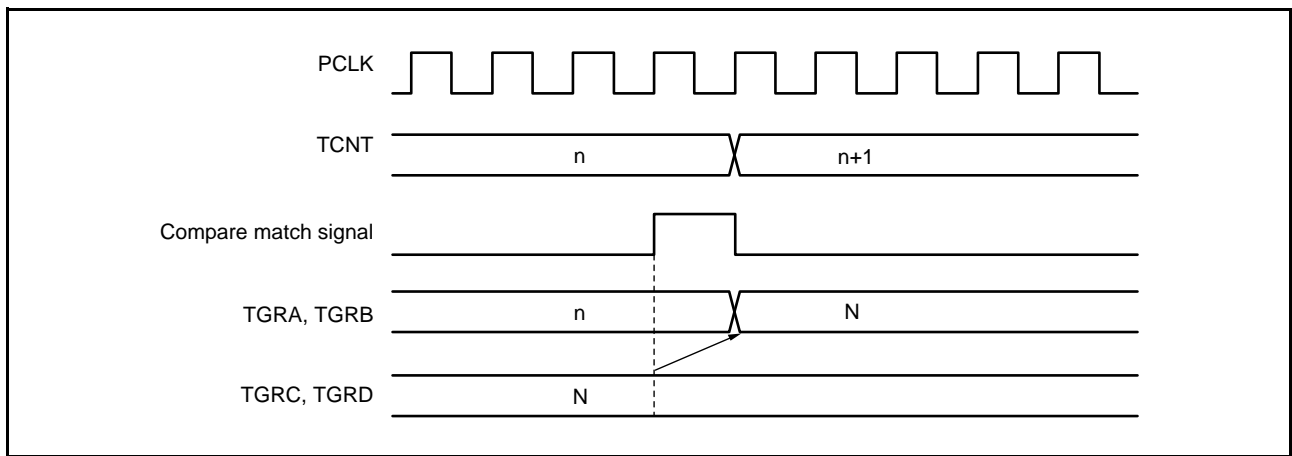 PCLK
TCNT
n
n+1
Compare match signal
TGRA, TGRB
n
N
TGRC, TGRD
N